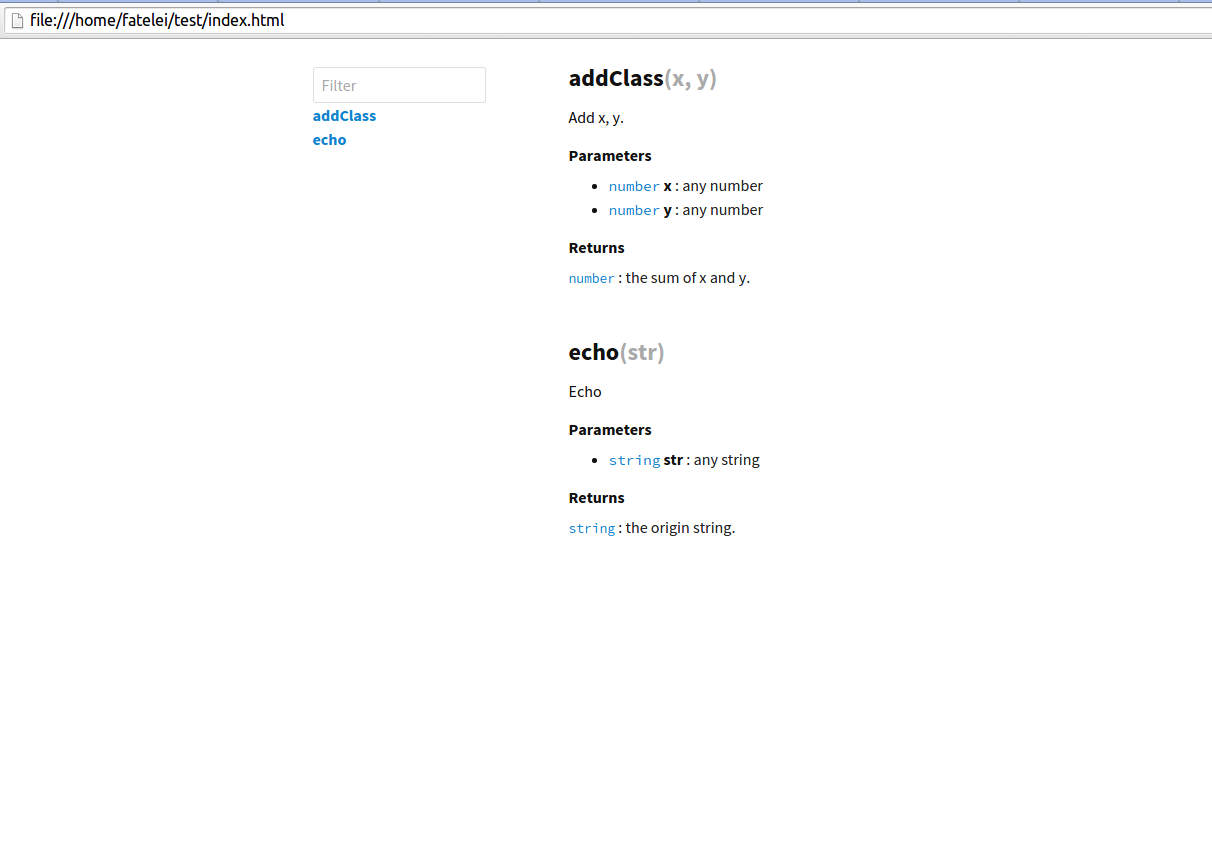 file:///home/fatelei/test/index.html
Filter
addClass
echo
addClass(x, y)
Add x, y.
Parameters
number x : any number
number y : any number
Returns
number : the sum of x and y.
echo(str)
Echo
Parameters
string str : any string
Returns
string : the origin string.